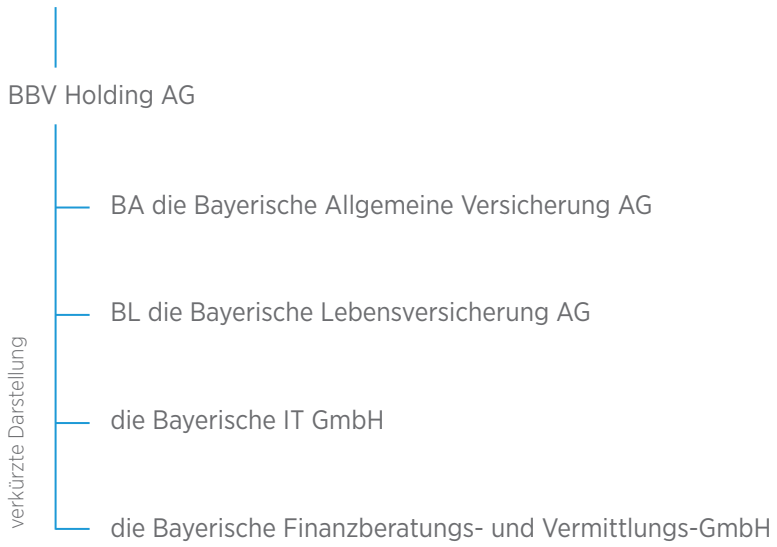 BBV Holding AG
BA die Bayerische Allgemeine Versicherung AG
BL die Bayerische Lebensversicherung AG
die Bayerische IT GmbH
die Bayerische Finanzberatungs- und Vermittlungs-GmbH
verkürzte Darstellung